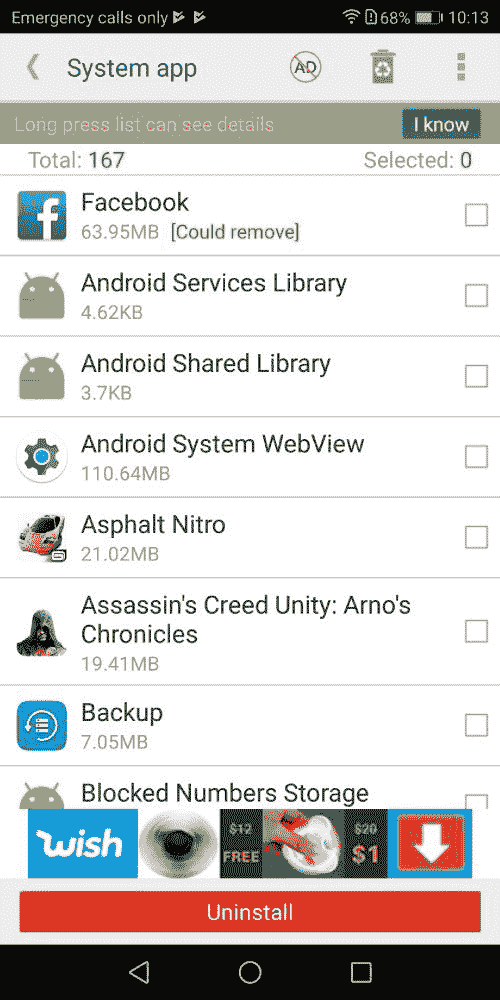 Emergency calls only 68% 10:13
System app AD
Long press list can see details I know
Total: 167 Selected: 0
Facebook
63.95MB [Could remove]
Android Services Library
4.62KB
Android Shared Library
3.7KB
Android System WebView
110.64MB
Asphalt Nitro
21.02MB
Assassin's Creed Unity: Arno's
Chronicles
19.41MB
Backup
7.05MB
Blocked Numbers Storage
wish $12 $20
FREE $1
Uninstall